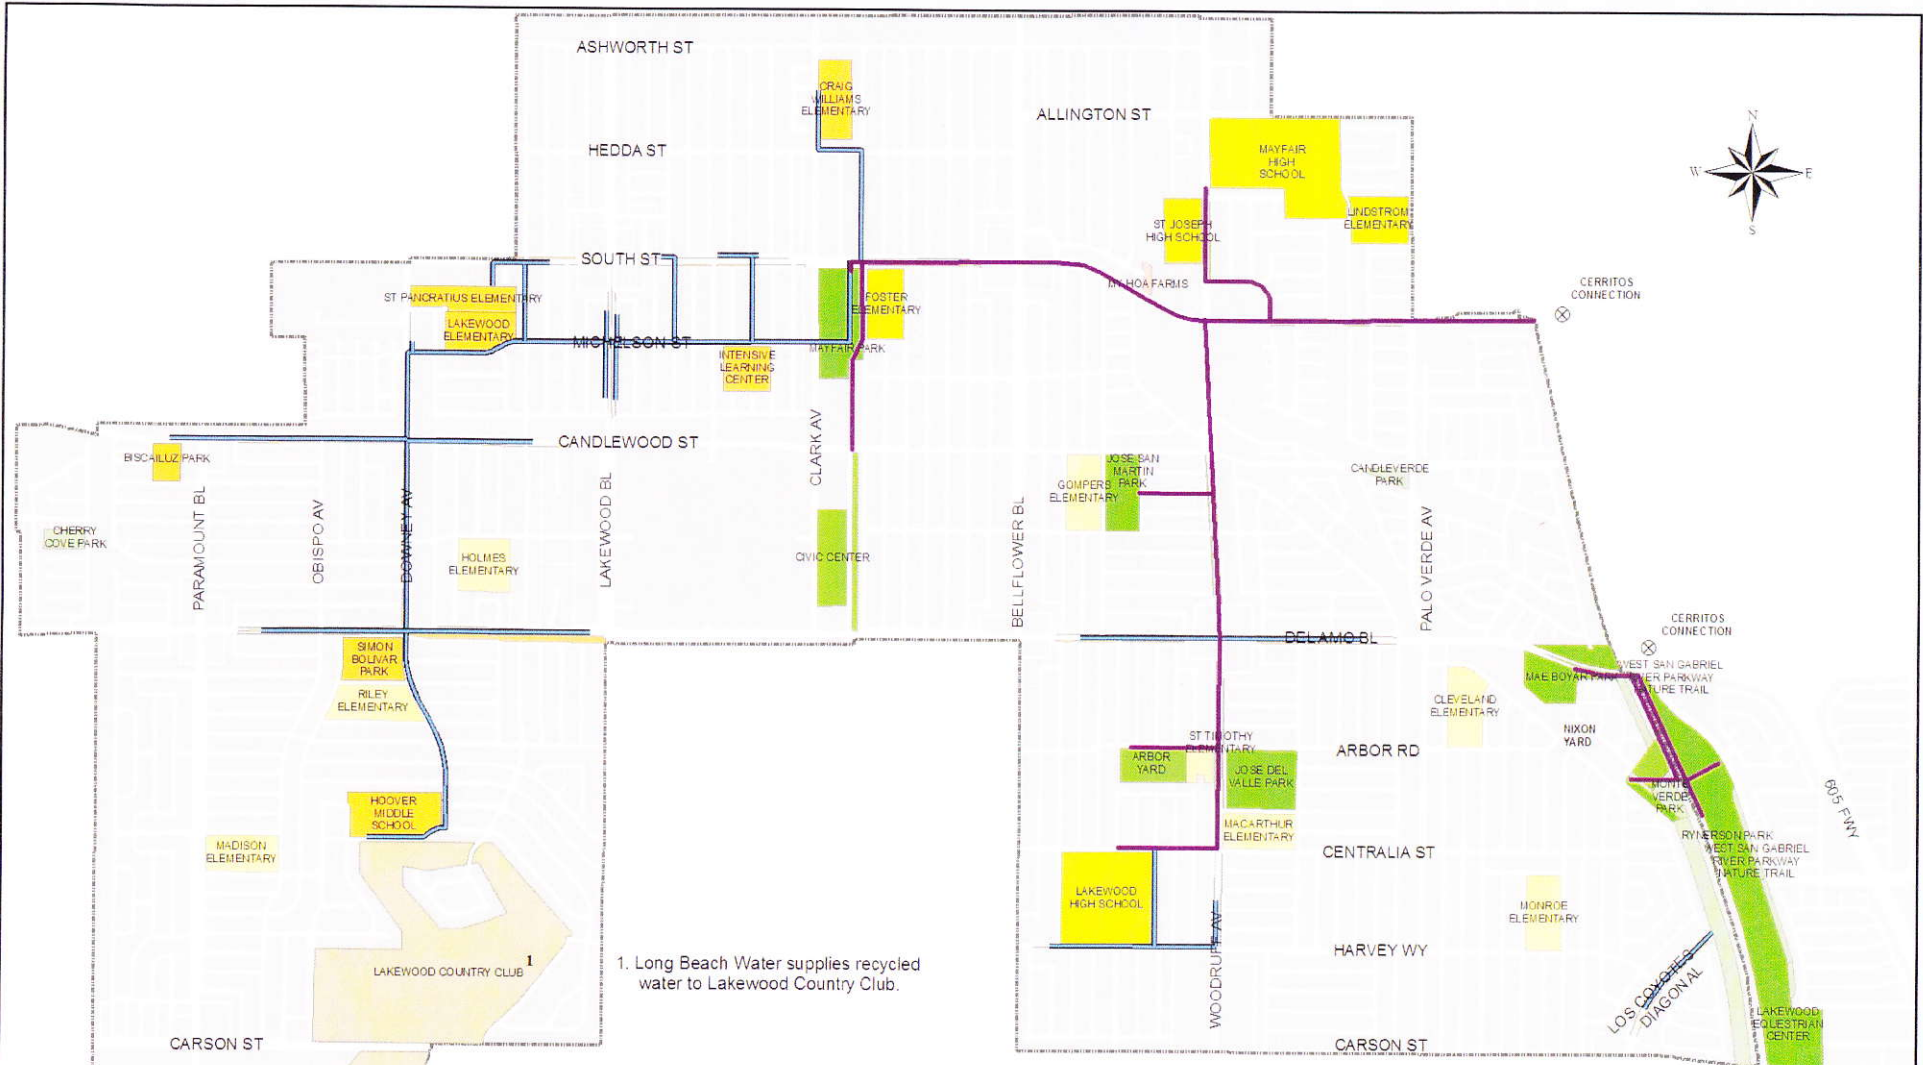 ASHWORTH ST
CRAIG
WILLIAMS
ELEMENTARY
ALLINGTON ST
HEDDA ST
MAYFAIR
HIGH
SCHOOL
N
W
E
S
ST JOSEPH
HIGH SCHOOL
LINDSTROM
ELEMENTARY
SOUTH ST
ST PANCRATIUS ELEMENTARY
LAKEWOOD
ELEMENTARY
FOSTER
ELEMENTARY
MY HOA FARMS
CERRITOS
CONNECTION
MICHELSON ST
INTENSIVE
LEARNING
CENTER
MAYFAIR PARK
BISCAILUZ PARK
CANDLEWOOD ST
CLARK AV
JOSE SAN
MARTIN
PARK
GOMPERS
ELEMENTARY
CANDLEVERDE
PARK
CHERRY
COVE PARK
PARAMOUNT BL
OBISPO AV
DOWNEY AV
HOLMES
ELEMENTARY
LAKEWOOD BL
CIVIC CENTER
BELLFLOWER BL
PALO VERDE AV
CERRITOS
CONNECTION
DELAMO BL
SIMON
BOLIVAR
PARK
RILEY
ELEMENTARY
MAE BOYAR PARK
WEST SAN GABRIEL
RIVER PARKWAY
NATURE TRAIL
CLEVELAND
ELEMENTARY
NIXON
YARD
ST TIMOTHY
ELEMENTARY
ARBOR RD
ARBOR
YARD
JOSE DEL
VALLE PARK
MONTE
VERDE
PARK
605 FWY
HOOVER
MIDDLE
SCHOOL
MACARTHUR
ELEMENTARY
MADISON
ELEMENTARY
CENTRALIA ST
RYNERSON PARK
WEST SAN GABRIEL
RIVER PARKWAY
NATURE TRAIL
LAKEWOOD
HIGH SCHOOL
MONROE
ELEMENTARY
LAKEWOOD COUNTRY CLUB 1
1. Long Beach Water supplies recycled
water to Lakewood Country Club.
WOODRUFF AV
HARVEY WY
LOS COYOTES
DIAGONAL
LAKEWOOD
EQUESTRIAN
CENTER
CARSON ST
CARSON ST